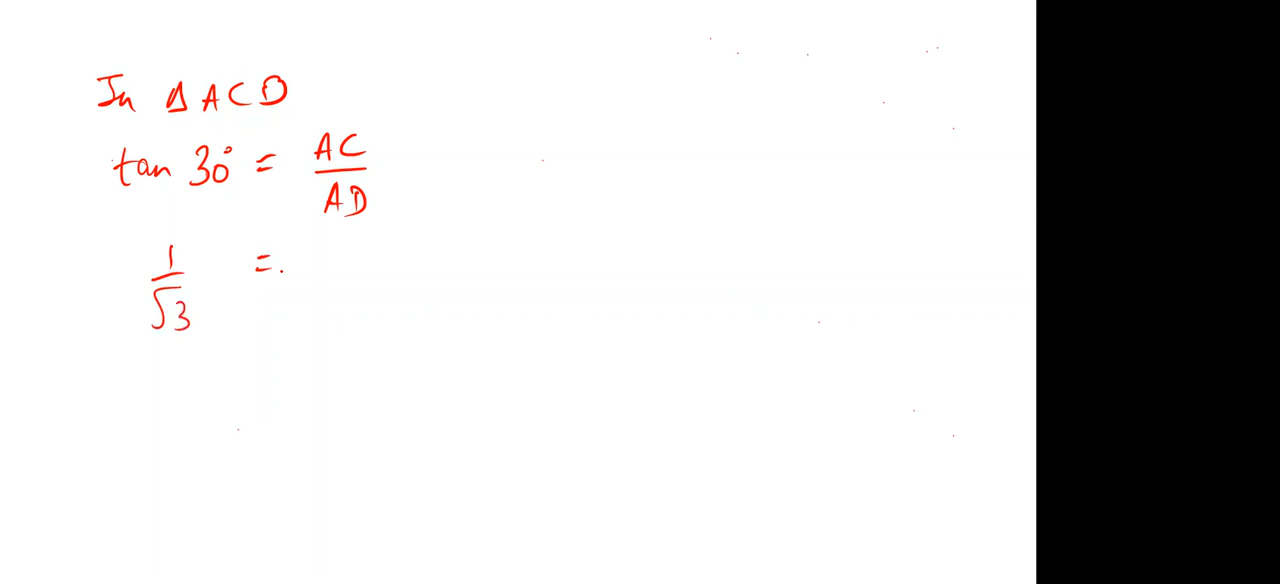 In Δ ACD
tan 30° = AC/AD
1/√3 =.